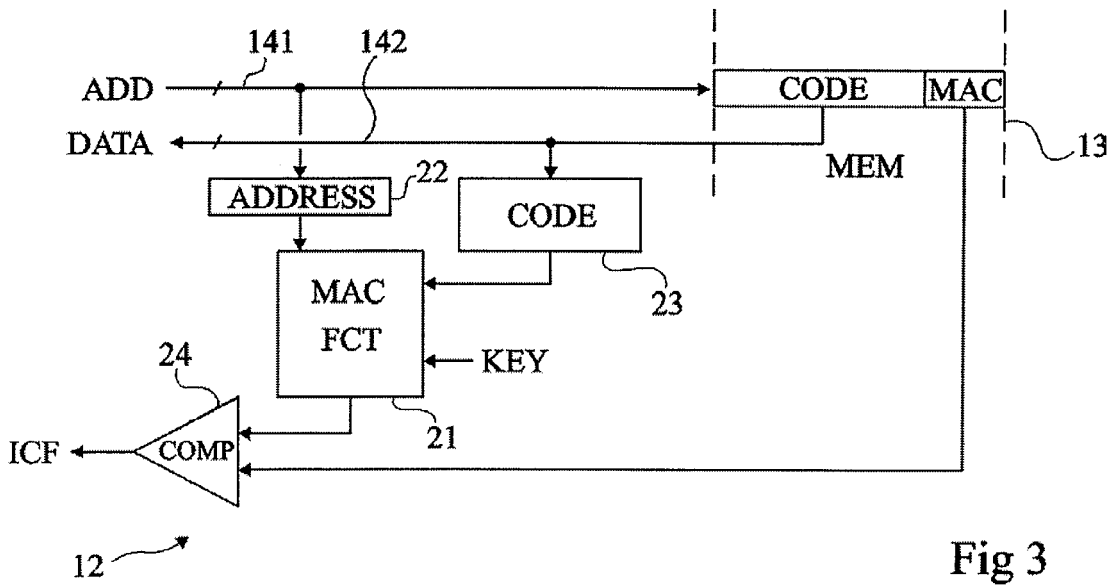 141
142
ADD
CODE
MAC
DATA
13
MEM
22
ADDRESS
CODE
23
MAC
FCT
KEY
24
21
COMP
ICF
12
Fig 3